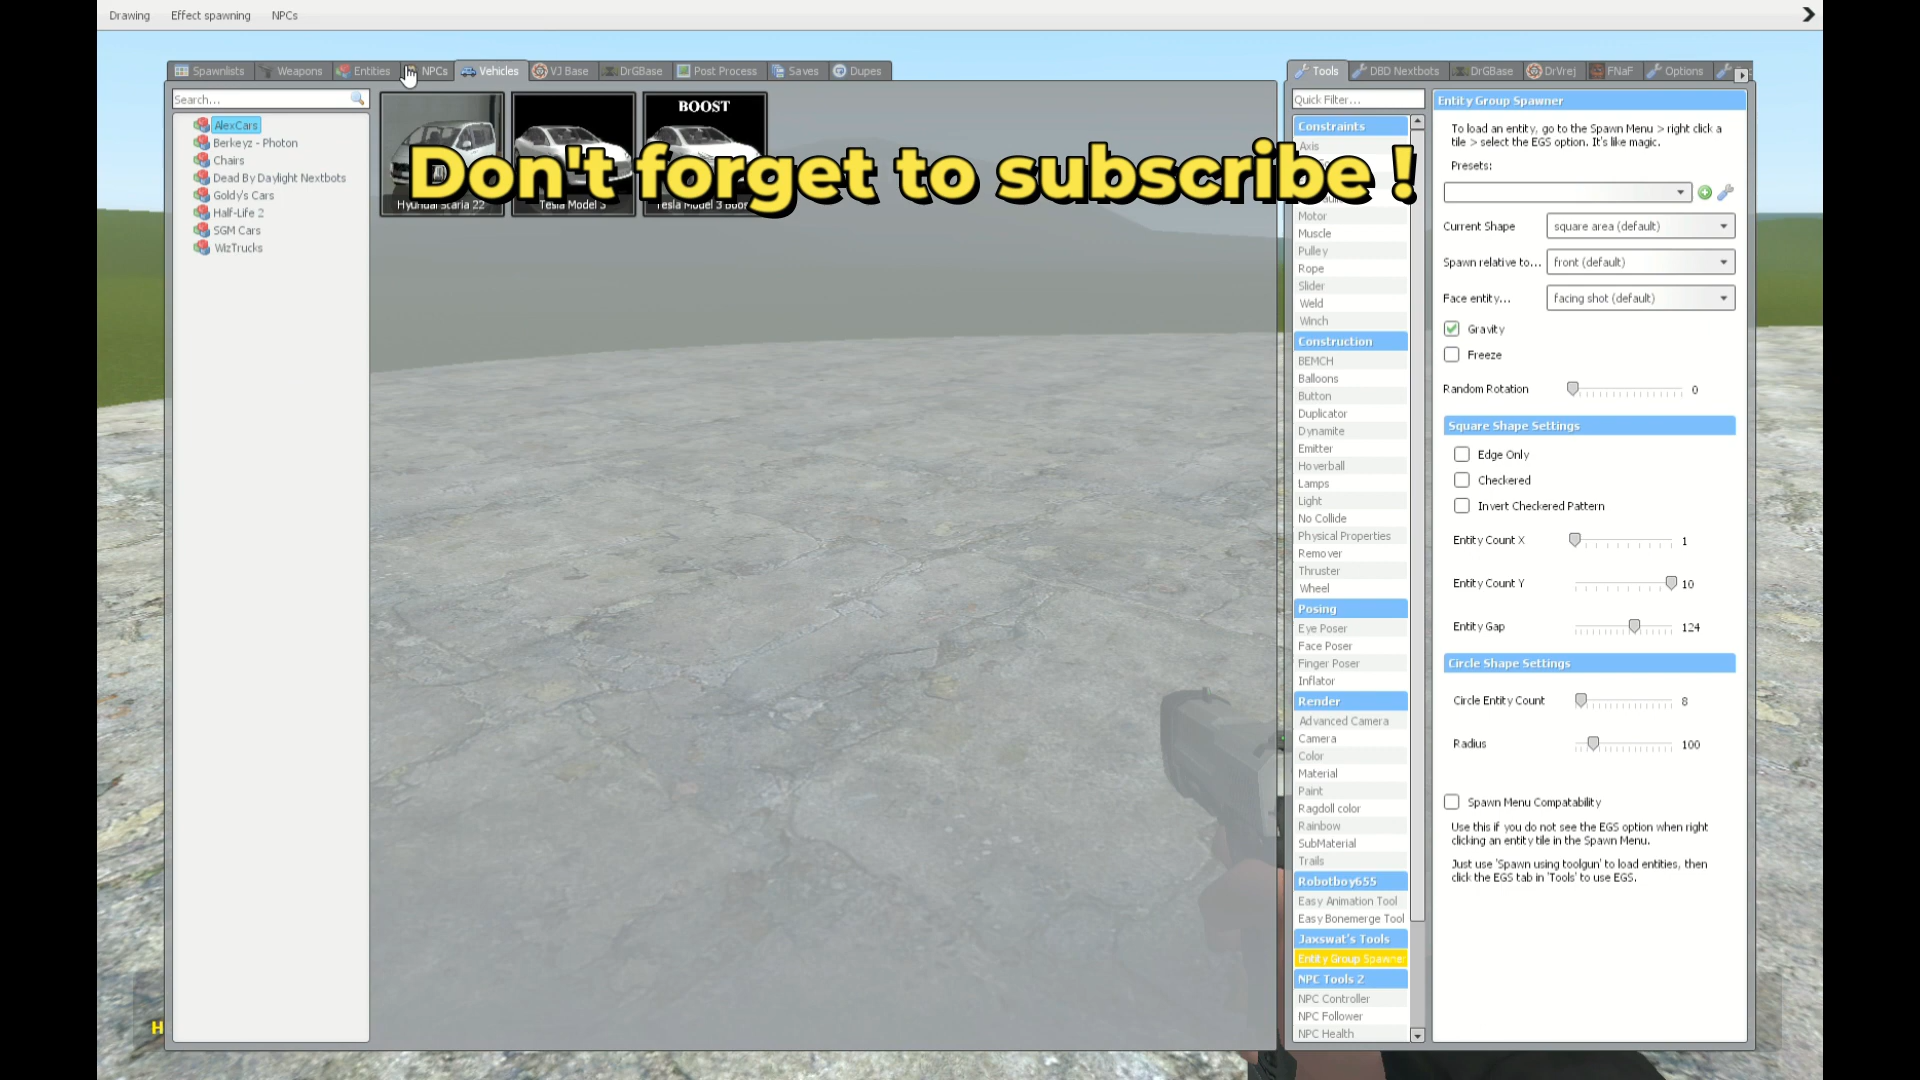 Drawing Effect spawning NPCs
Spawnlists Weapons Entities NPCs Vehicles VJ Base DrGBase Post Process Saves Dupes
Search...
AlexCars
Berkeyz - Photon
Chairs
Dead By Daylight Nextbots
Goldy's Cars
Half-Life 2
SGM Cars
WizTrucks
BOOST
Don't forget to subscribe !
Hyundai Staria 22
Tesla Model 3
Tesla Model 3 Boost
H
Tools DBD Nextbots DrGBase DrVrej FNaF Options
Quick Filter...
Constraints
Axis
Motor
Muscle
Pulley
Rope
Slider
Weld
Winch
Construction
BEMCH
Balloons
Button
Duplicator
Dynamite
Emitter
Hoverball
Lamps
Light
No Collide
Physical Properties
Remover
Thruster
Wheel
Posing
Eye Poser
Face Poser
Finger Poser
Inflator
Render
Advanced Camera
Camera
Color
Material
Paint
Ragdoll color
Rainbow
SubMaterial
Trails
Robotboy655
Easy Animation Tool
Easy Bonemerge Tool
Jaxswat's Tools
Entity Group Spawner
NPC Tools 2
NPC Controller
NPC Follower
NPC Health
Entity Group Spawner
To load an entity, go to the Spawn Menu > right click a
tile > select the EGS option. It's like magic.
Presets:
Current Shape square area (default)
Spawn relative to... front (default)
Face entity... facing shot (default)
Gravity
Freeze
Random Rotation 0
Square Shape Settings
Edge Only
Checkered
Invert Checkered Pattern
Entity Count X 1
Entity Count Y 10
Entity Gap 124
Circle Shape Settings
Circle Entity Count 8
Radius 100
Spawn Menu Compatability
Use this if you do not see the EGS option when right
clicking an entity tile in the Spawn Menu.
Just use 'Spawn using toolgun' to load entities, then
click the EGS tab in 'Tools' to use EGS.